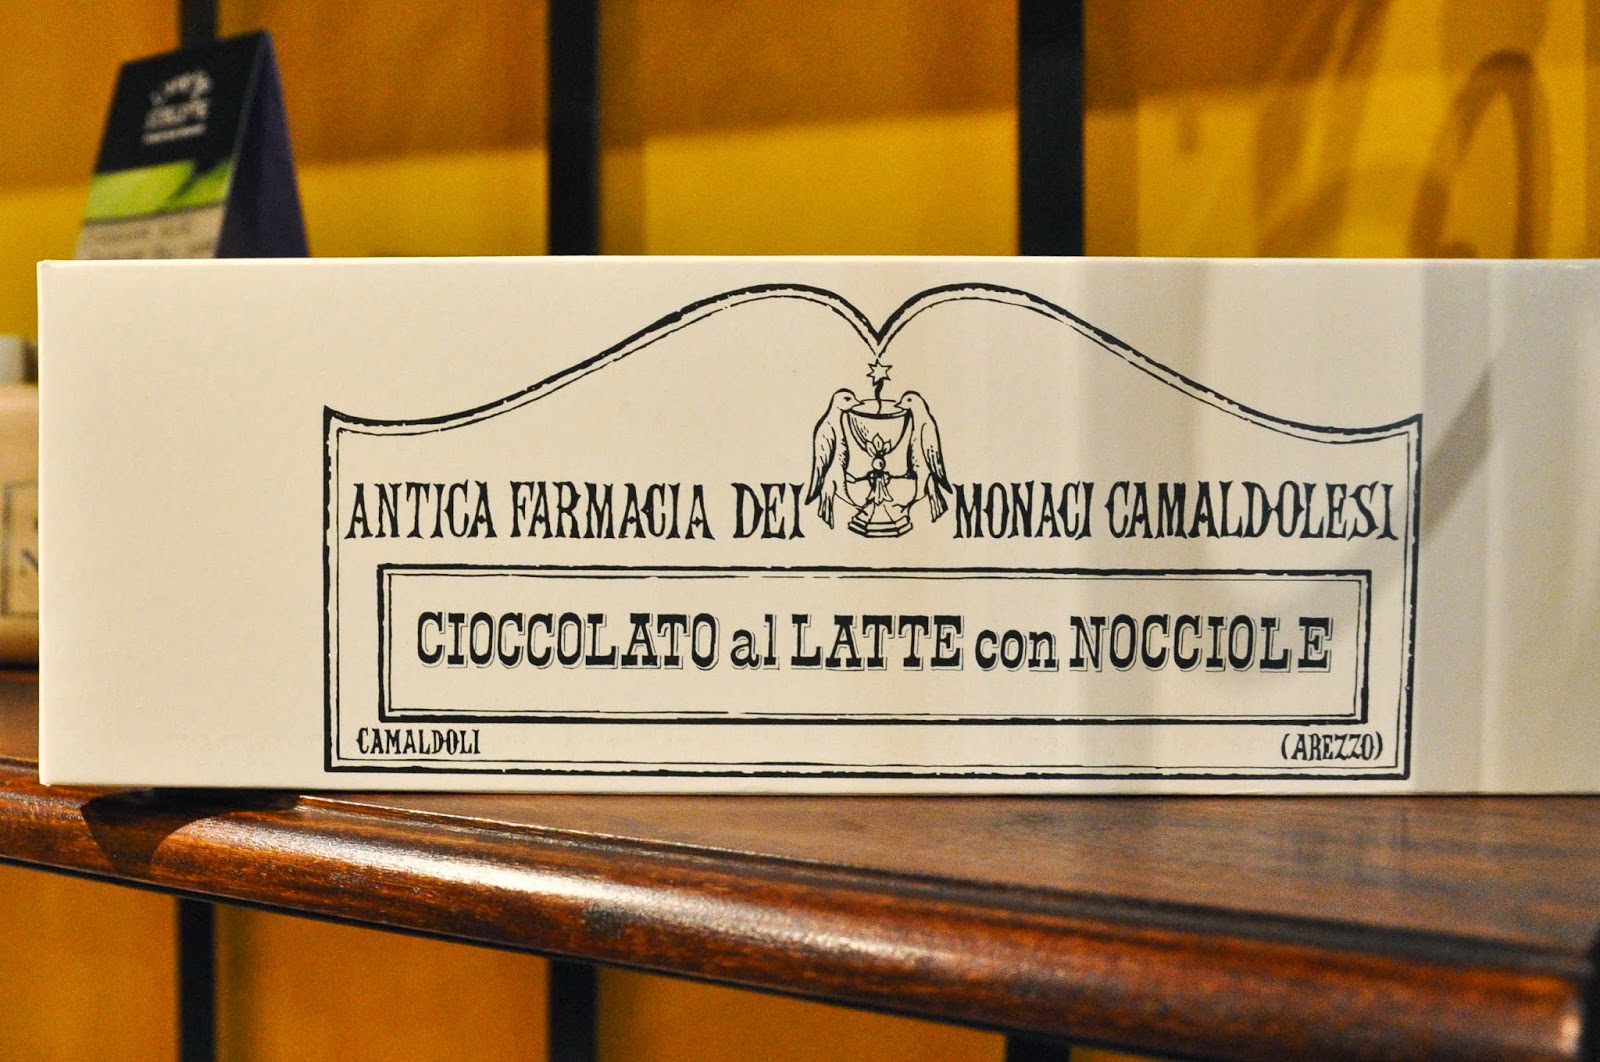 ANTICA FARMACIA DEI MONACI CAMALDOLESI
CIOCCOLATO al LATTE con NOCCIOLE
CAMALDOLI (AREZZO)